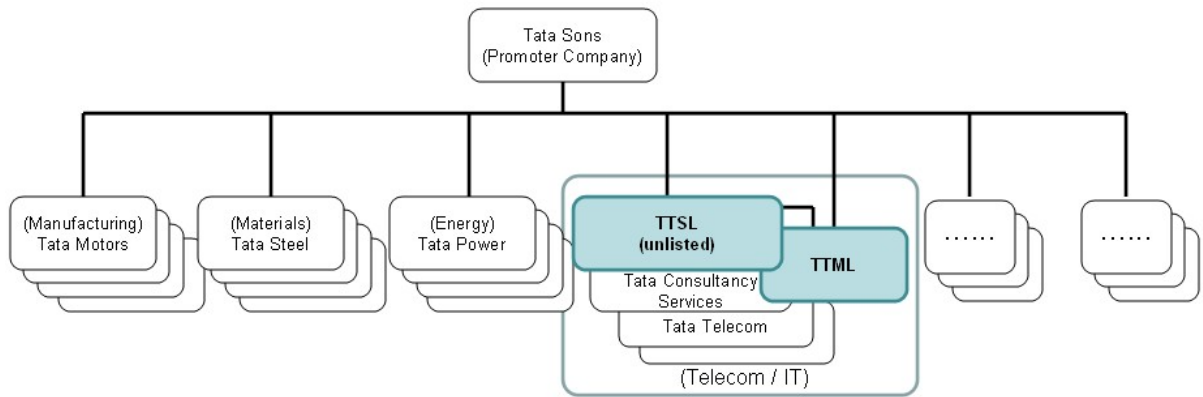 Tata Sons
(Promoter Company)
(Manufacturing)
Tata Motors
(Materials)
Tata Steel
(Energy)
Tata Power
TTSL
(unlisted)
TTML
Tata Consultancy
Services
Tata Telecom
(Telecom / IT)
......
......